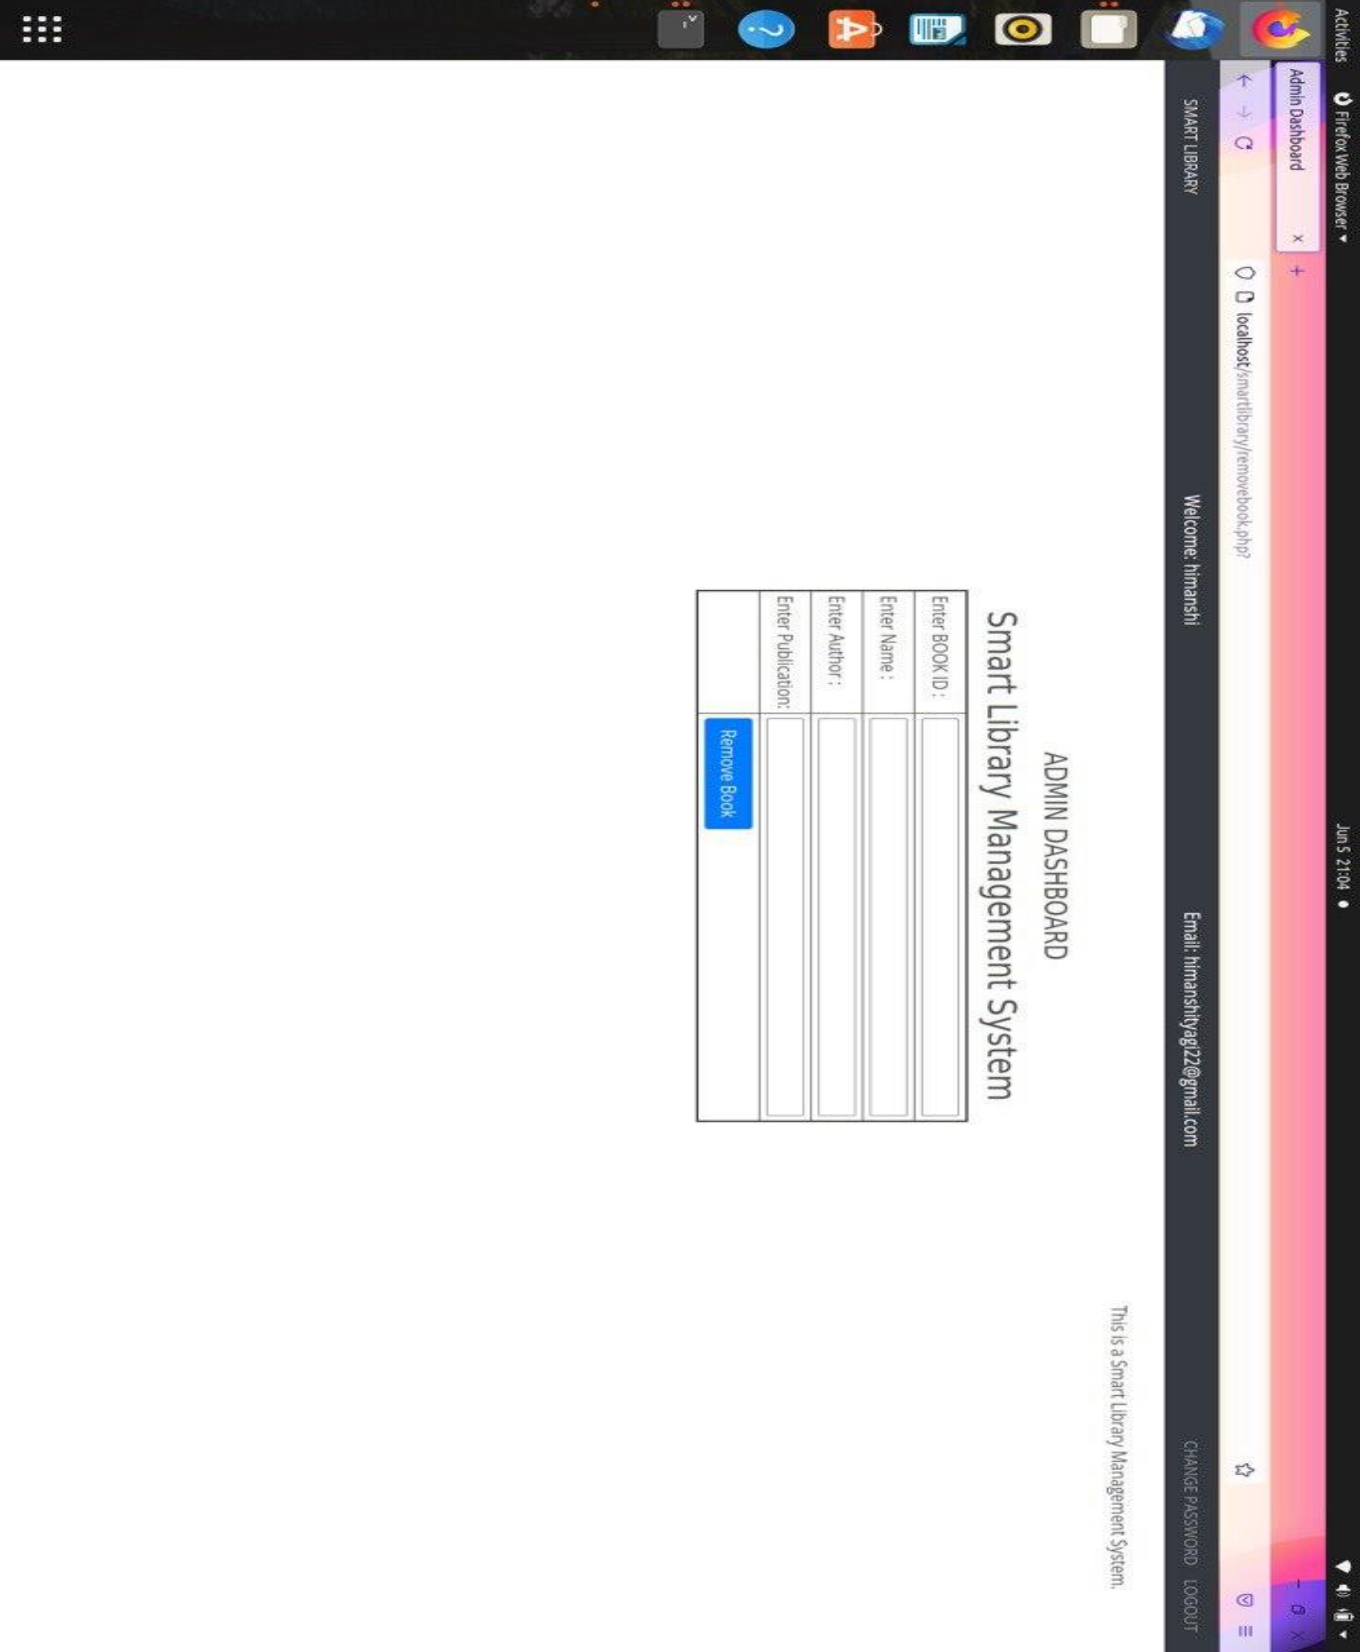 Activities
Firefox Web Browser
Jun 5 21:04
Admin Dashboard
localhost/smartlibrary/removebook.php?
SMART LIBRARY
Welcome: himanshi
Email: himanshityagi22@gmail.com
CHANGE PASSWORD
LOGOUT
This is a Smart Library Management System.
ADMIN DASHBOARD
Smart Library Management System
Enter BOOK ID :
Enter Name :
Enter Author :
Enter Publication:
Remove Book